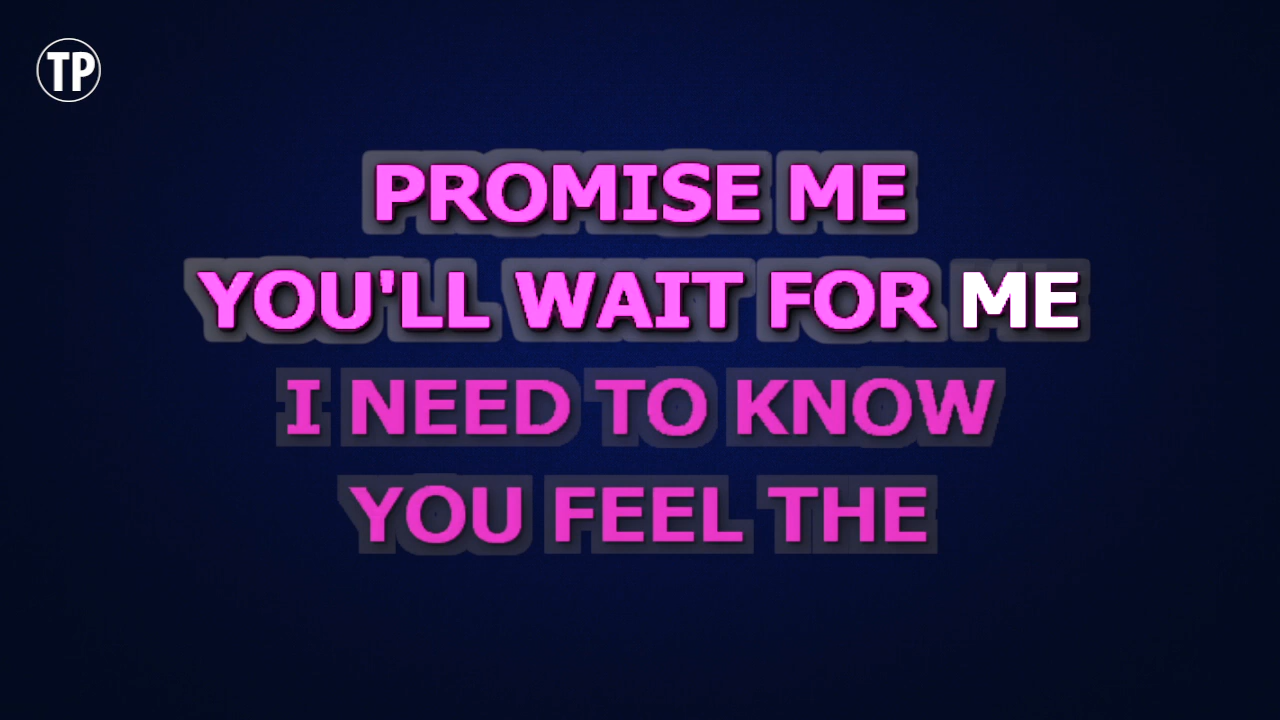 TP
PROMISE ME
YOU'LL WAIT FOR ME
I NEED TO KNOW
YOU FEEL THE